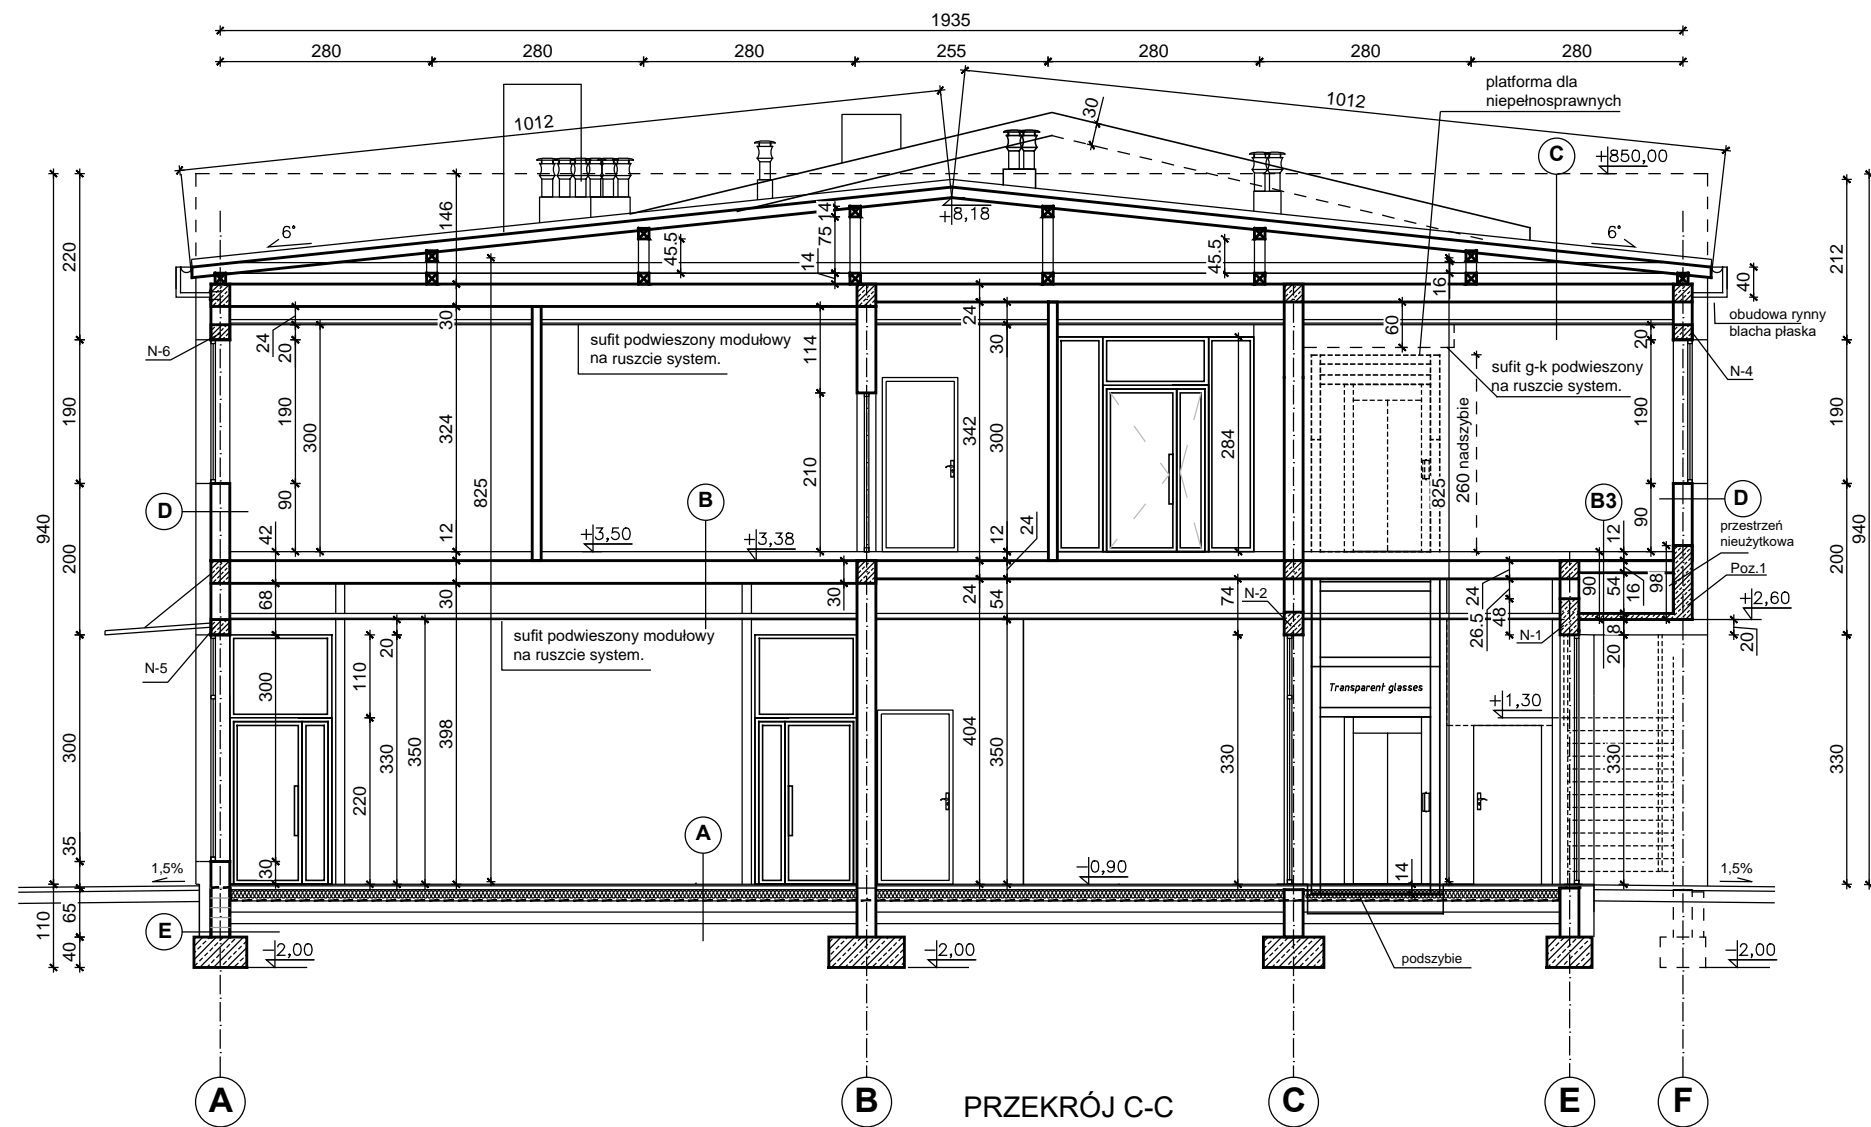 1935
280 280 280 255 280 280 280
1012
1012
30
platforma dla
niepełnosprawnych
C
+850,00
146
14
75
14
+8,18
6°
6°
45.5
45.5
220
212
40
16
obudowa rynny
blacha płaska
24
30
24
60
20
N-6
20
114
30
N-4
sufit podwieszony modułowy
na ruszcie system.
sufit g-k podwieszony
na ruszcie system.
190
190
300
324
342
300
284
190
190
210
825
825
260 nadszybie
D
B
B3
D
940
940
90
42
12
+3,50
+3,38
12
24
90
12
przestrzeń
nieużytkowa
200
200
68
30
30
24
54
74
N-2
24
26.5
48
90
54
16
98
Poz.1
+2,60
8
20
20
N-1
N-5
sufit podwieszony modułowy
na ruszcie system.
20
110
300
Transparent glasses
+1,30
300
330
350
398
220
404
350
330
330
330
A
35
30
-0,90
14
1,5%
1,5%
110
65
40
E
-2,00
-2,00
-2,00
podszybie
A
B
PRZEKRÓJ C-C
C
E
F